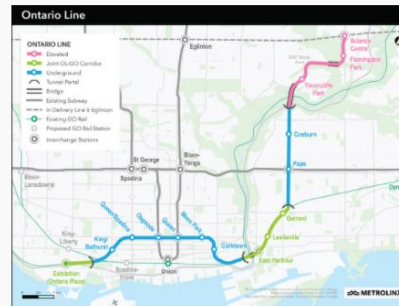 Ontario Line
ONTARIO LINE
Elevated
Joint OL/GO Corridor
Underground
Tunnel Portal
Bridge
Existing Subway
In Delivery Line 5 Eglinton
Existing GO Rail
Proposed GO Rail Station
Interchange Stations
Eglinton
Science
Centre
Flemingdon
Park
Thorncliffe
Park
Cosburn
Pape
St George
Spadina
Bloor-
Yonge
Bloor-
Lansdowne
Gerrard
Leslieville
East Harbour
Corktown
Moss Park
Queen
Osgoode
Queen/Spadina
King/
Bathurst
King-
Liberty
Exhibition
(Ontario Place)
Spadina-
Front
Union
METROLINX